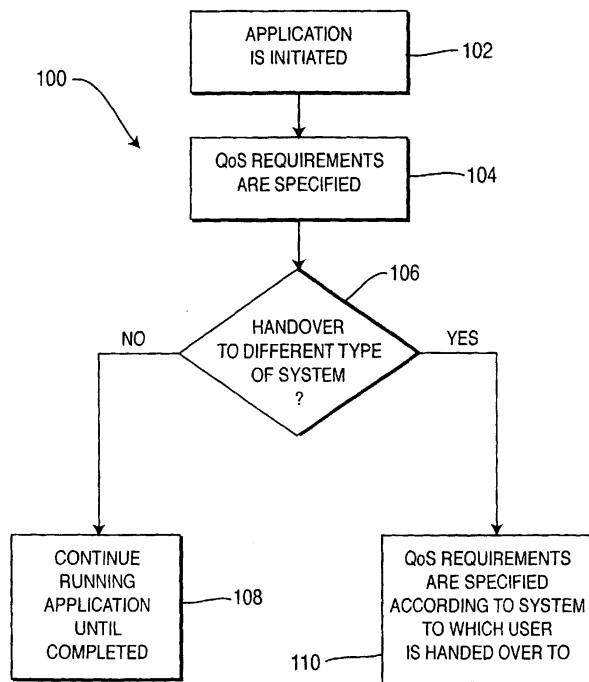 APPLICATION
IS INITIATED
102
100
QoS REQUIREMENTS
ARE SPECIFIED
104
106
HANDOVER
TO DIFFERENT TYPE
OF SYSTEM
?
NO
YES
CONTINUE
RUNNING
APPLICATION
UNTIL
COMPLETED
108
QoS REQUIREMENTS
ARE SPECIFIED
ACCORDING TO SYSTEM
TO WHICH USER
IS HANDED OVER TO
110